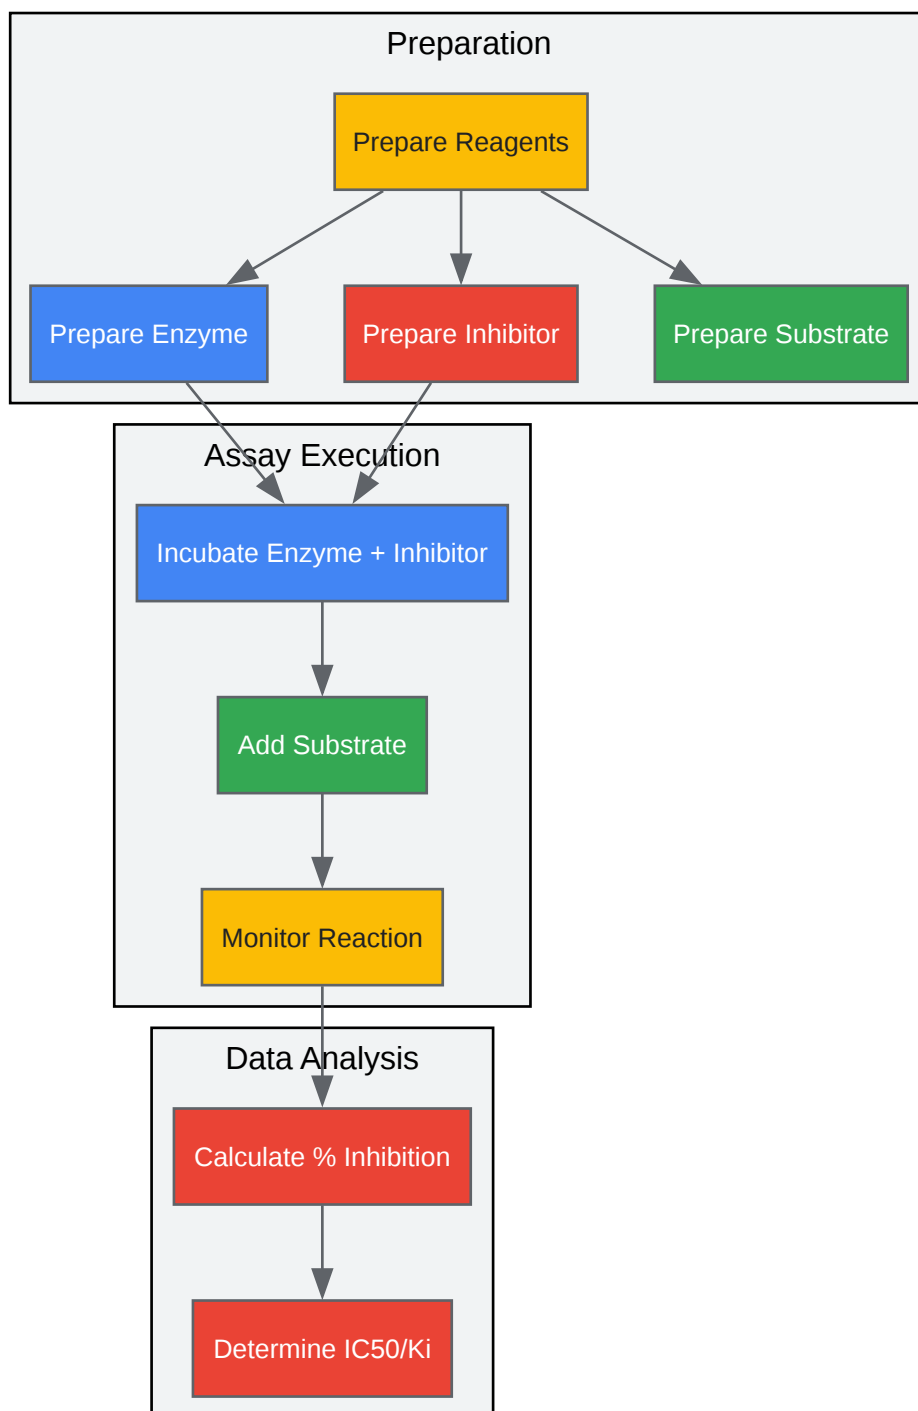 Preparation
Prepare Reagents
Prepare Enzyme
Prepare Inhibitor
Prepare Substrate
Assay Execution
Incubate Enzyme + Inhibitor
Add Substrate
Monitor Reaction
Data Analysis
Calculate % Inhibition
Determine IC50/Ki